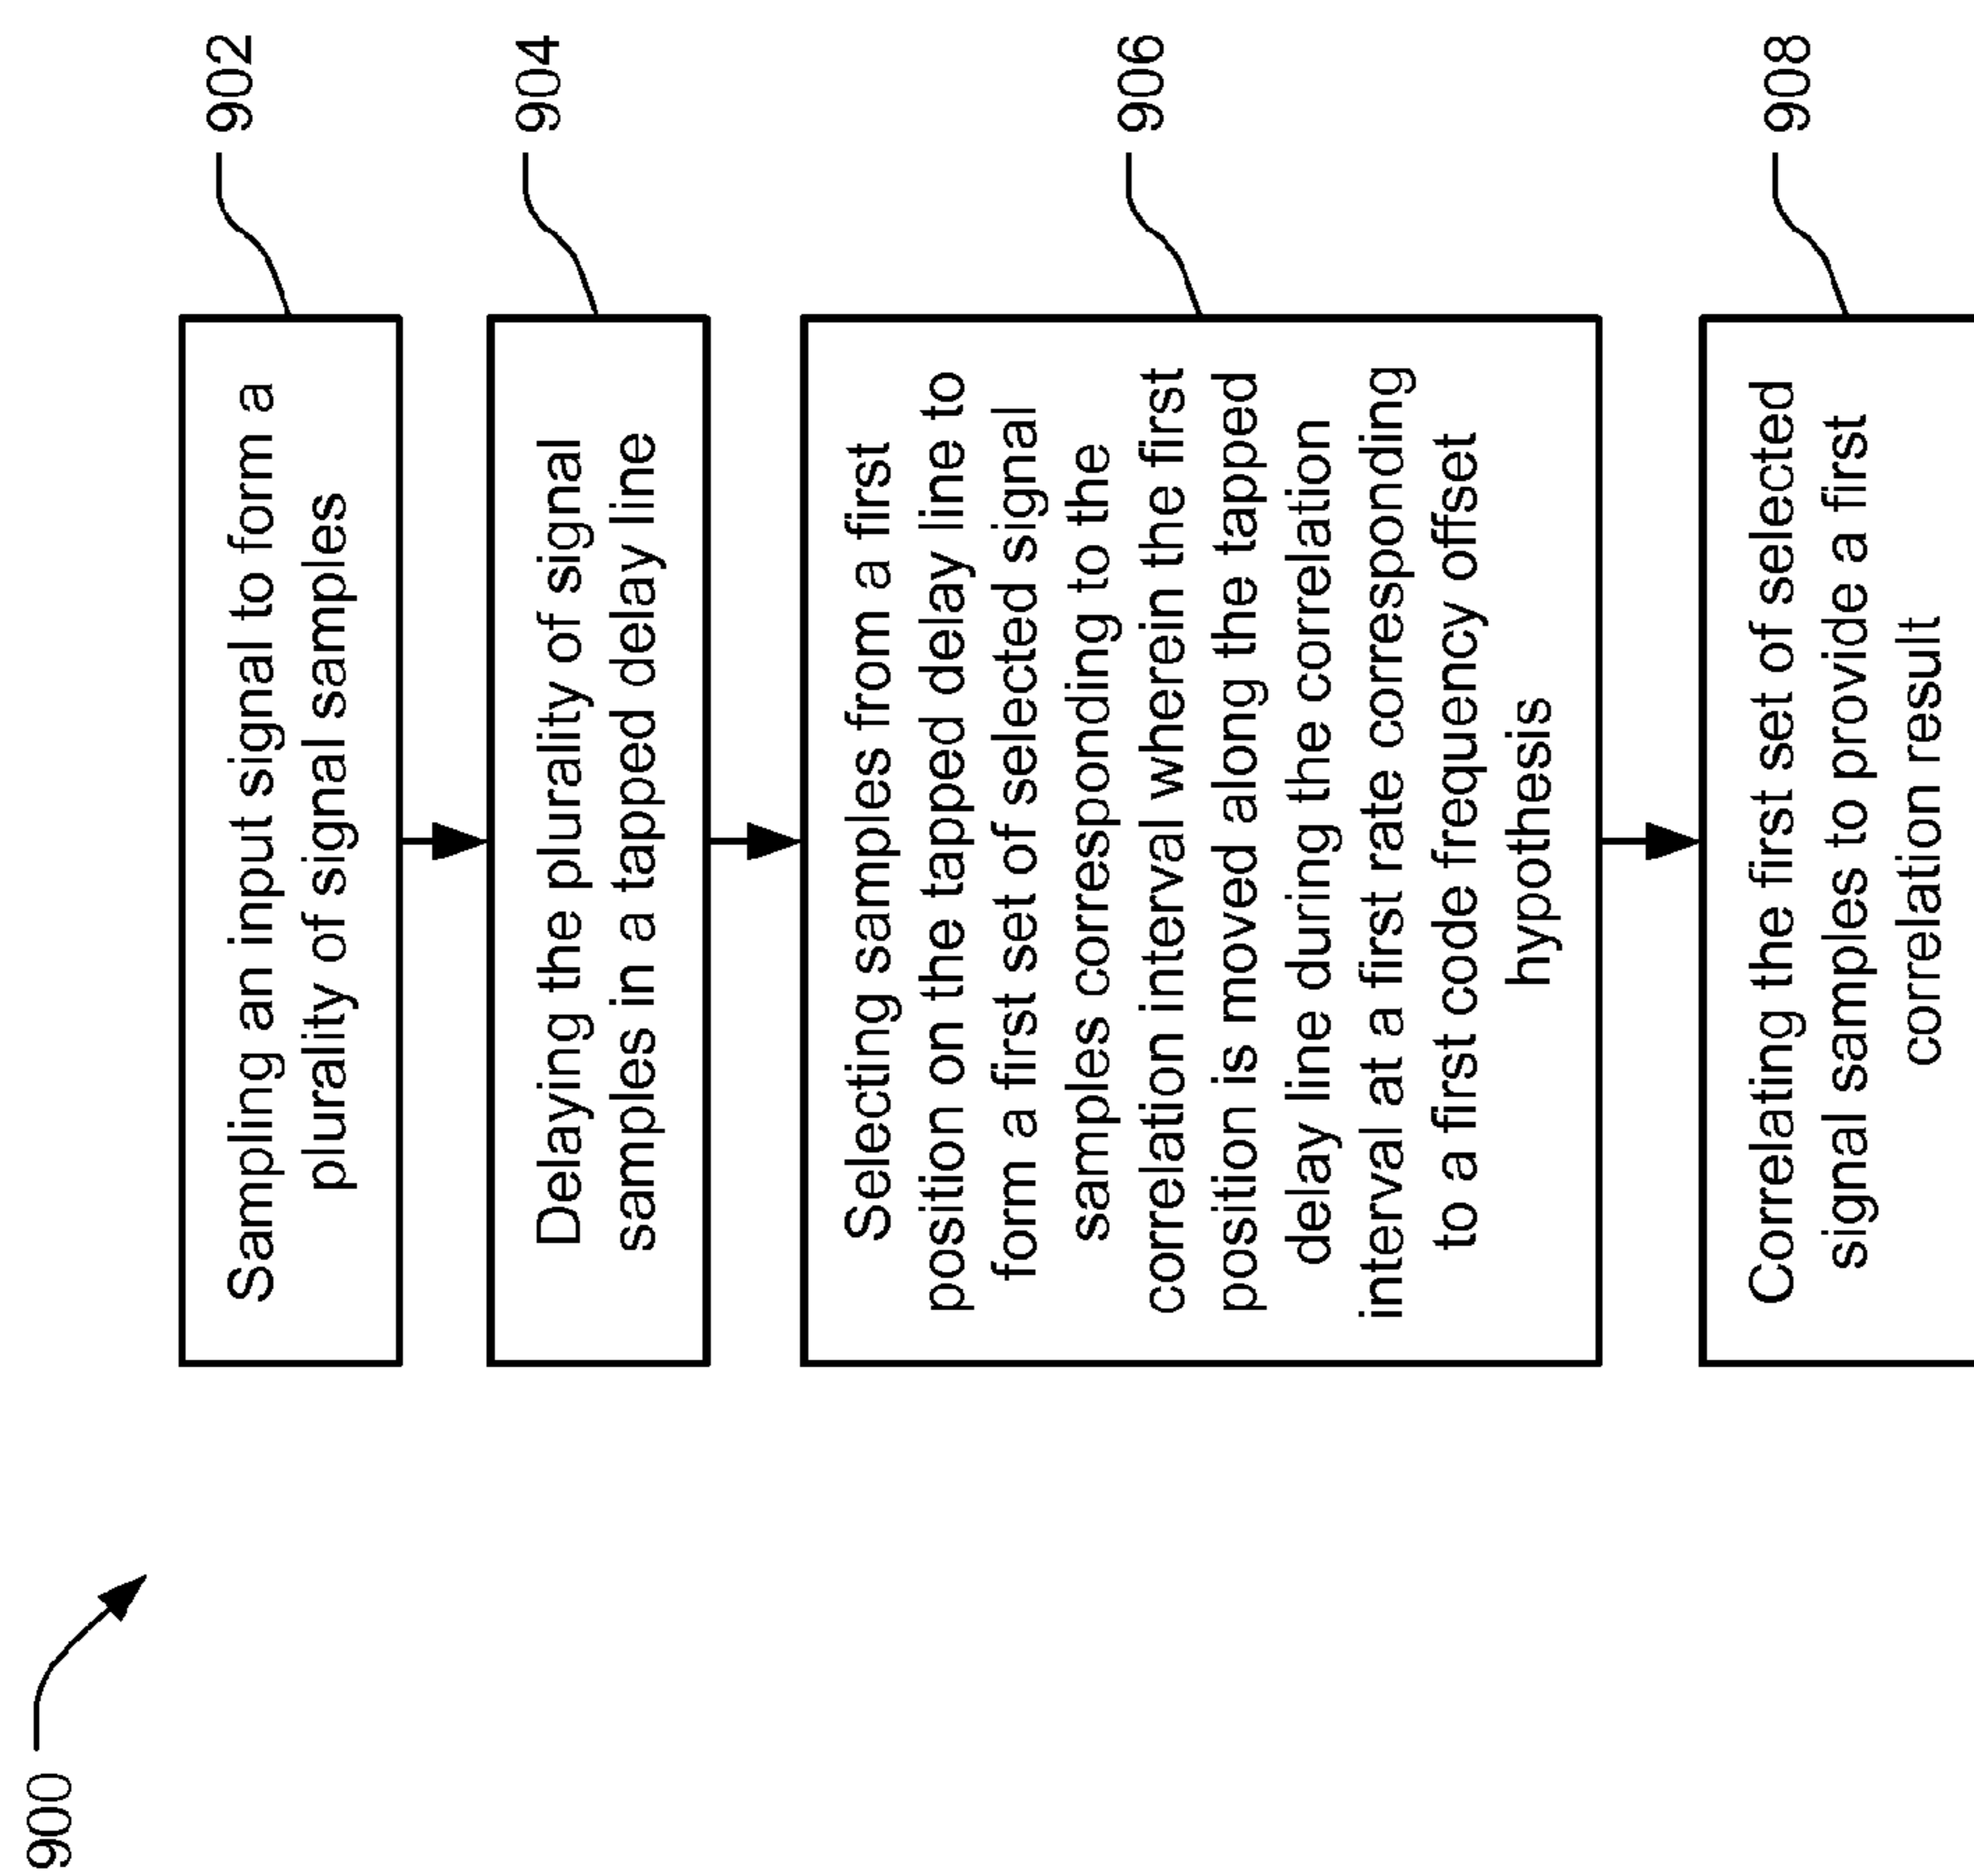 900
Sampling an input signal to form a
plurality of signal samples
902
Delaying the plurality of signal
samples in a tapped delay line
904
Selecting samples from a first
position on the tapped delay line to
form a first set of selected signal
samples corresponding to the
correlation interval wherein the first
position is moved along the tapped
delay line during the correlation
interval at a first rate corresponding
to a first code frequency offset
hypothesis
906
Correlating the first set of selected
signal samples to provide a first
correlation result
908